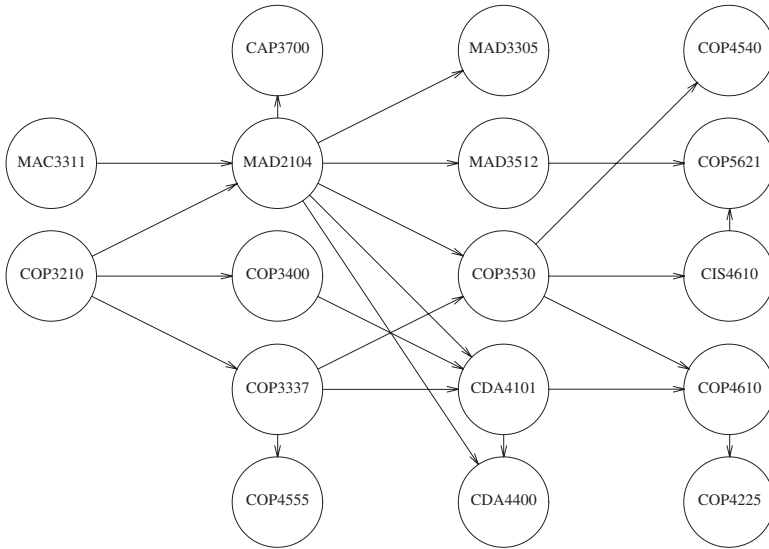 CAP3700
MAD3305
COP4540
MAC3311
MAD2104
MAD3512
COP5621
COP3210
COP3400
COP3530
CIS4610
COP3337
CDA4101
COP4610
COP4555
CDA4400
COP4225